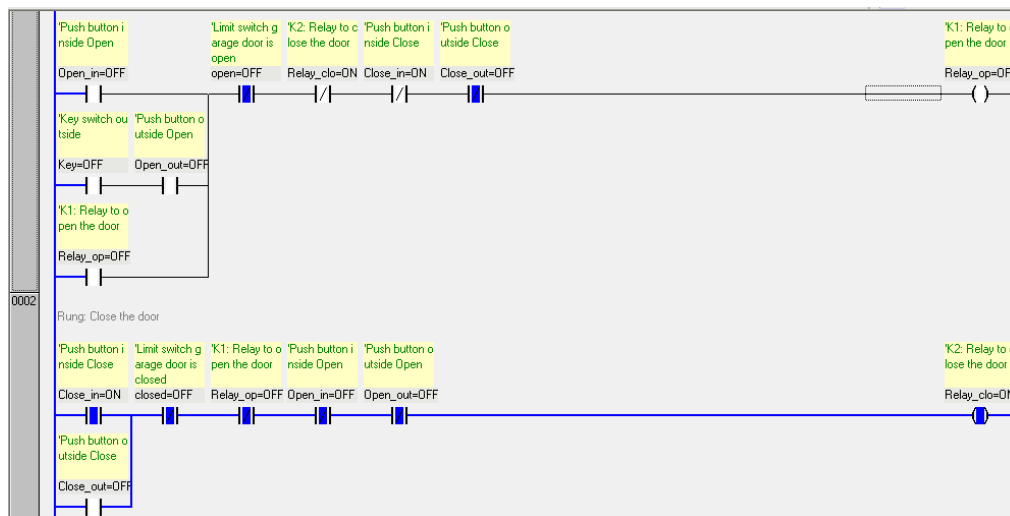 'Push button i
nside Open
Open_in=OFF
'Limit switch g
arage door is
open
open=OFF
'K2: Relay to c
lose the door
Relay_clo=ON
'Push button i
nside Close
Close_in=ON
'Push button o
utside Close
Close_out=OFF
'K1: Relay to
pen the door
Relay_op=OF
'Key switch ou
tside
Key=OFF
'Push button o
utside Open
Open_out=OFF
'K1: Relay to o
pen the door
Relay_op=OFF
0002
Rung: Close the door
'Push button i
nside Close
Close_in=ON
'Limit switch g
arage door is
closed
closed=OFF
'K1: Relay to o
pen the door
Relay_op=OFF
'Push button i
nside Open
Open_in=OFF
'Push button o
utside Open
Open_out=OFF
'K2: Relay to
lose the door
Relay_clo=ON
'Push button o
utside Close
Close_out=OFF